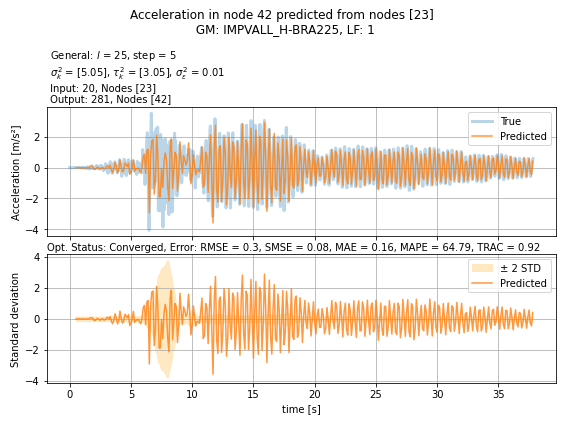 Acceleration in node 42 predicted from nodes [23]
GM: IMPVALL_H-BRA225, LF: 1
General: l = 25, step = 5
σ²ₖ = [5.05], τ²ₖ = [3.05], σ²ε = 0.01
Input: 20, Nodes [23]
Output: 281, Nodes [42]
True
Predicted
Acceleration [m/s²]
2
0
−2
−4
Opt. Status: Converged, Error: RMSE = 0.3, SMSE = 0.08, MAE = 0.16, MAPE = 64.79, TRAC = 0.92
± 2 STD
Predicted
Standard deviation
4
2
0
−2
−4
0 5 10 15 20 25 30 35
time [s]